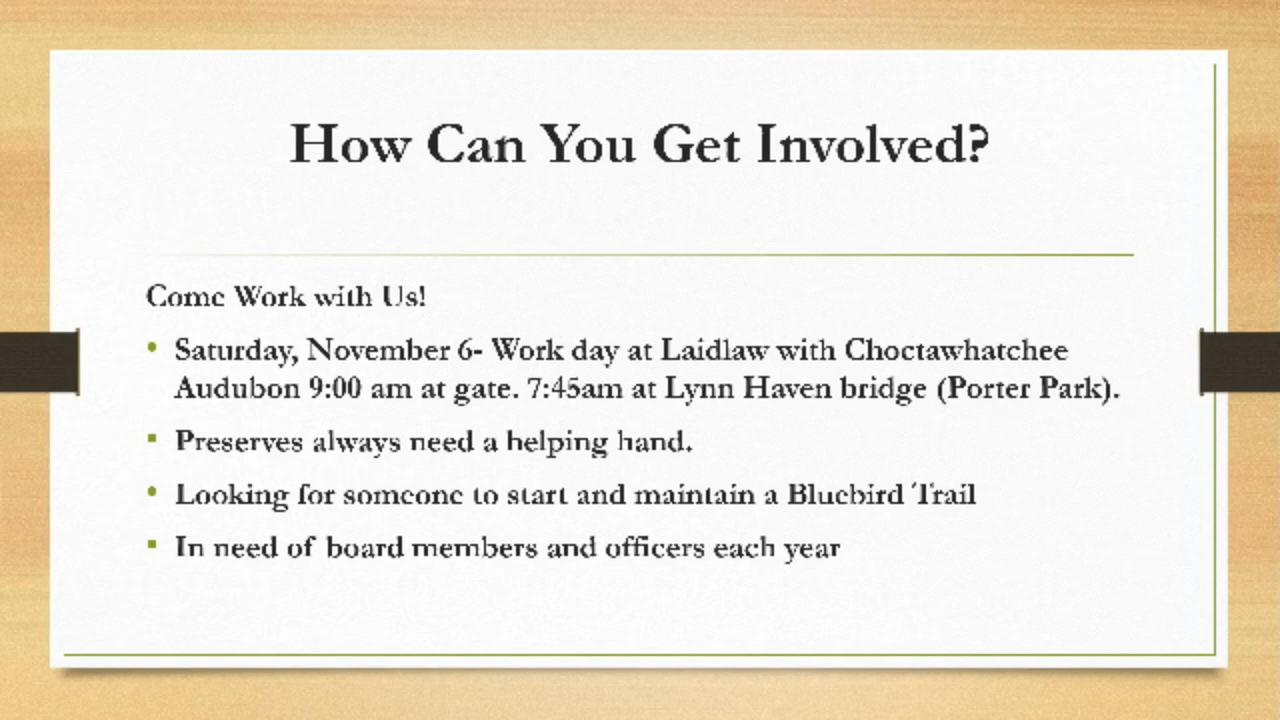 How Can You Get Involved?
Come Work with Us!
• Saturday, November 6- Work day at Laidlaw with Choctawhatchee
Audubon 9:00 am at gate. 7:45am at Lynn Haven bridge (Porter Park).
▪ Preserves always need a helping hand.
• Looking for someone to start and maintain a Bluebird Trail
▪ In need of board members and officers each year